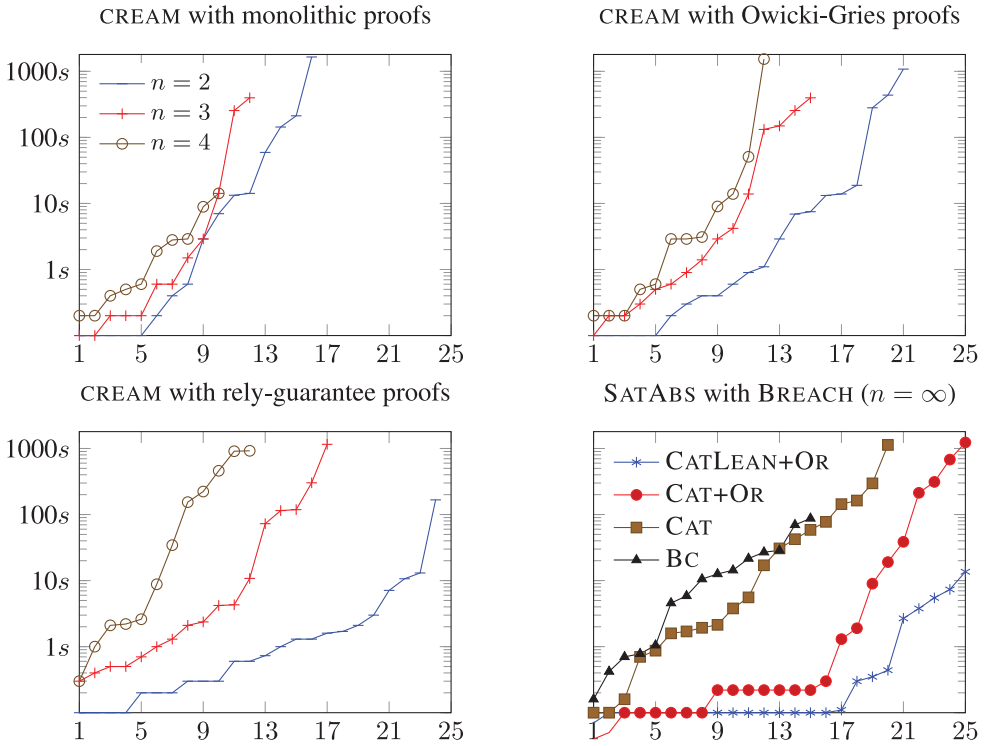 CREAM with monolithic proofs
1000s
100s
10s
1s
n = 2
n = 3
n = 4
1 5 9 13 17 21 25
CREAM with Owicki-Gries proofs
1 5 9 13 17 21 25
CREAM with rely-guarantee proofs
1000s
100s
10s
1s
1 5 9 13 17 21 25
SATABS with BREACH (n = ∞)
CATLEAN+OR
CAT+OR
CAT
BC
1 5 9 13 17 21 25